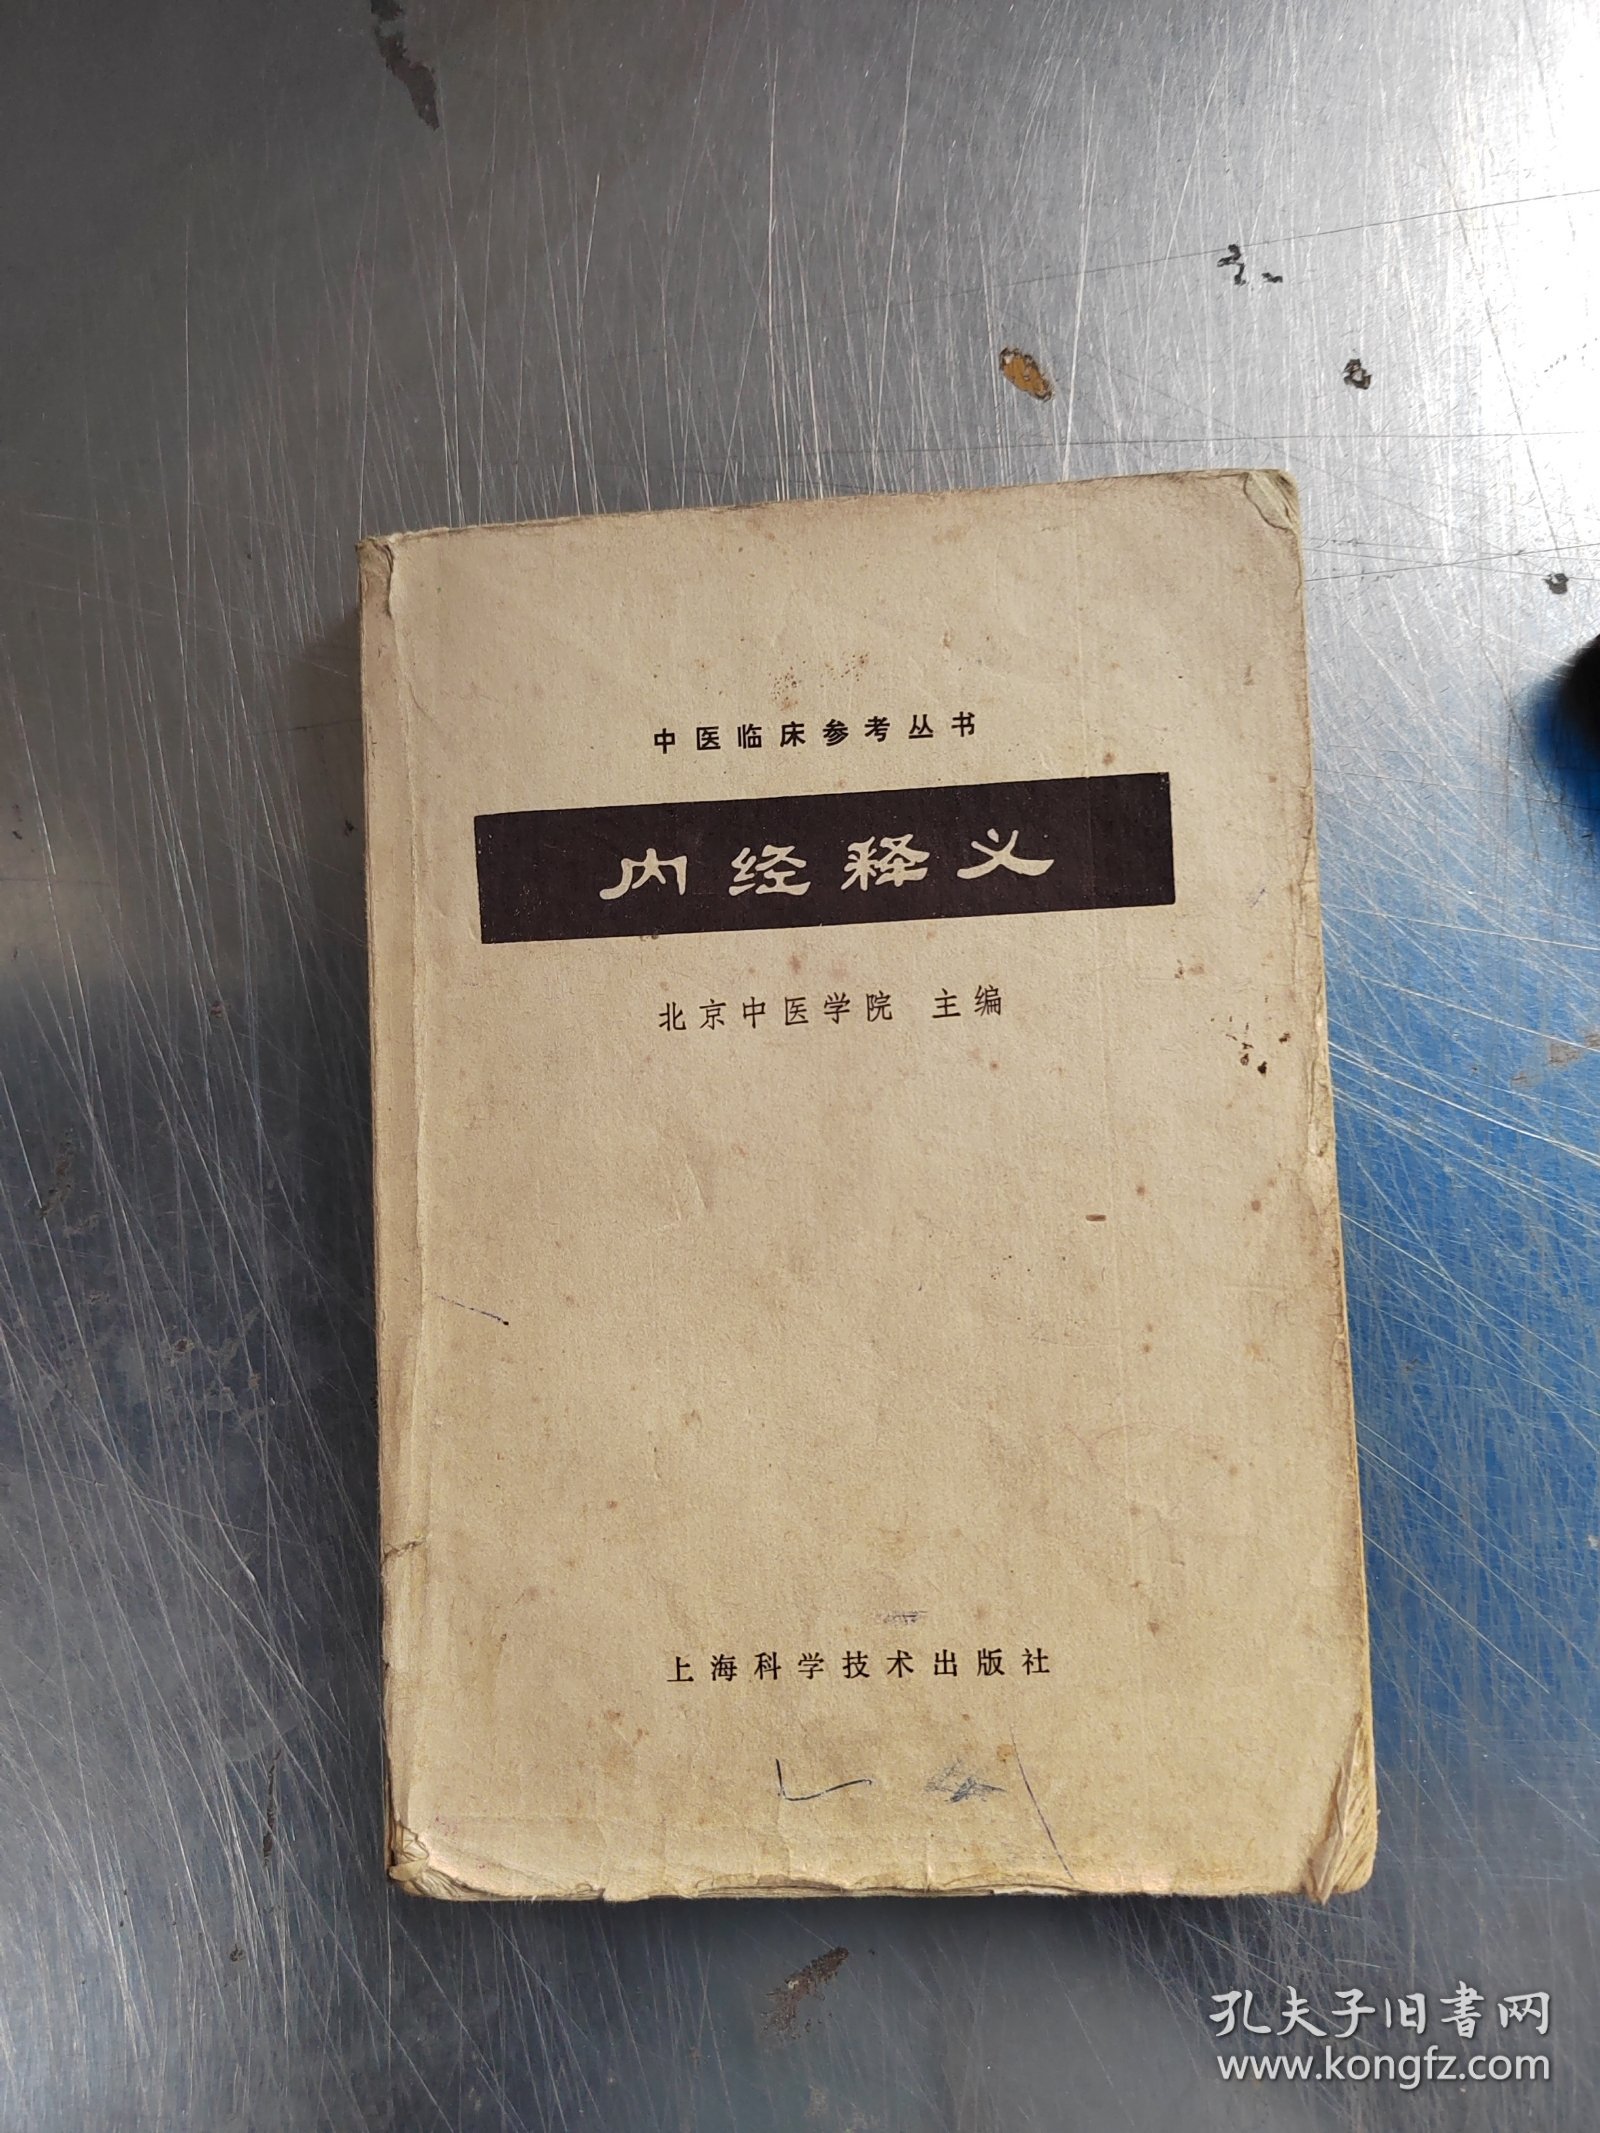 中医临床参考丛书
内经释义
北京中医学院 主编
上海科学技术出版社
孔夫子旧书网
www.kongfz.com